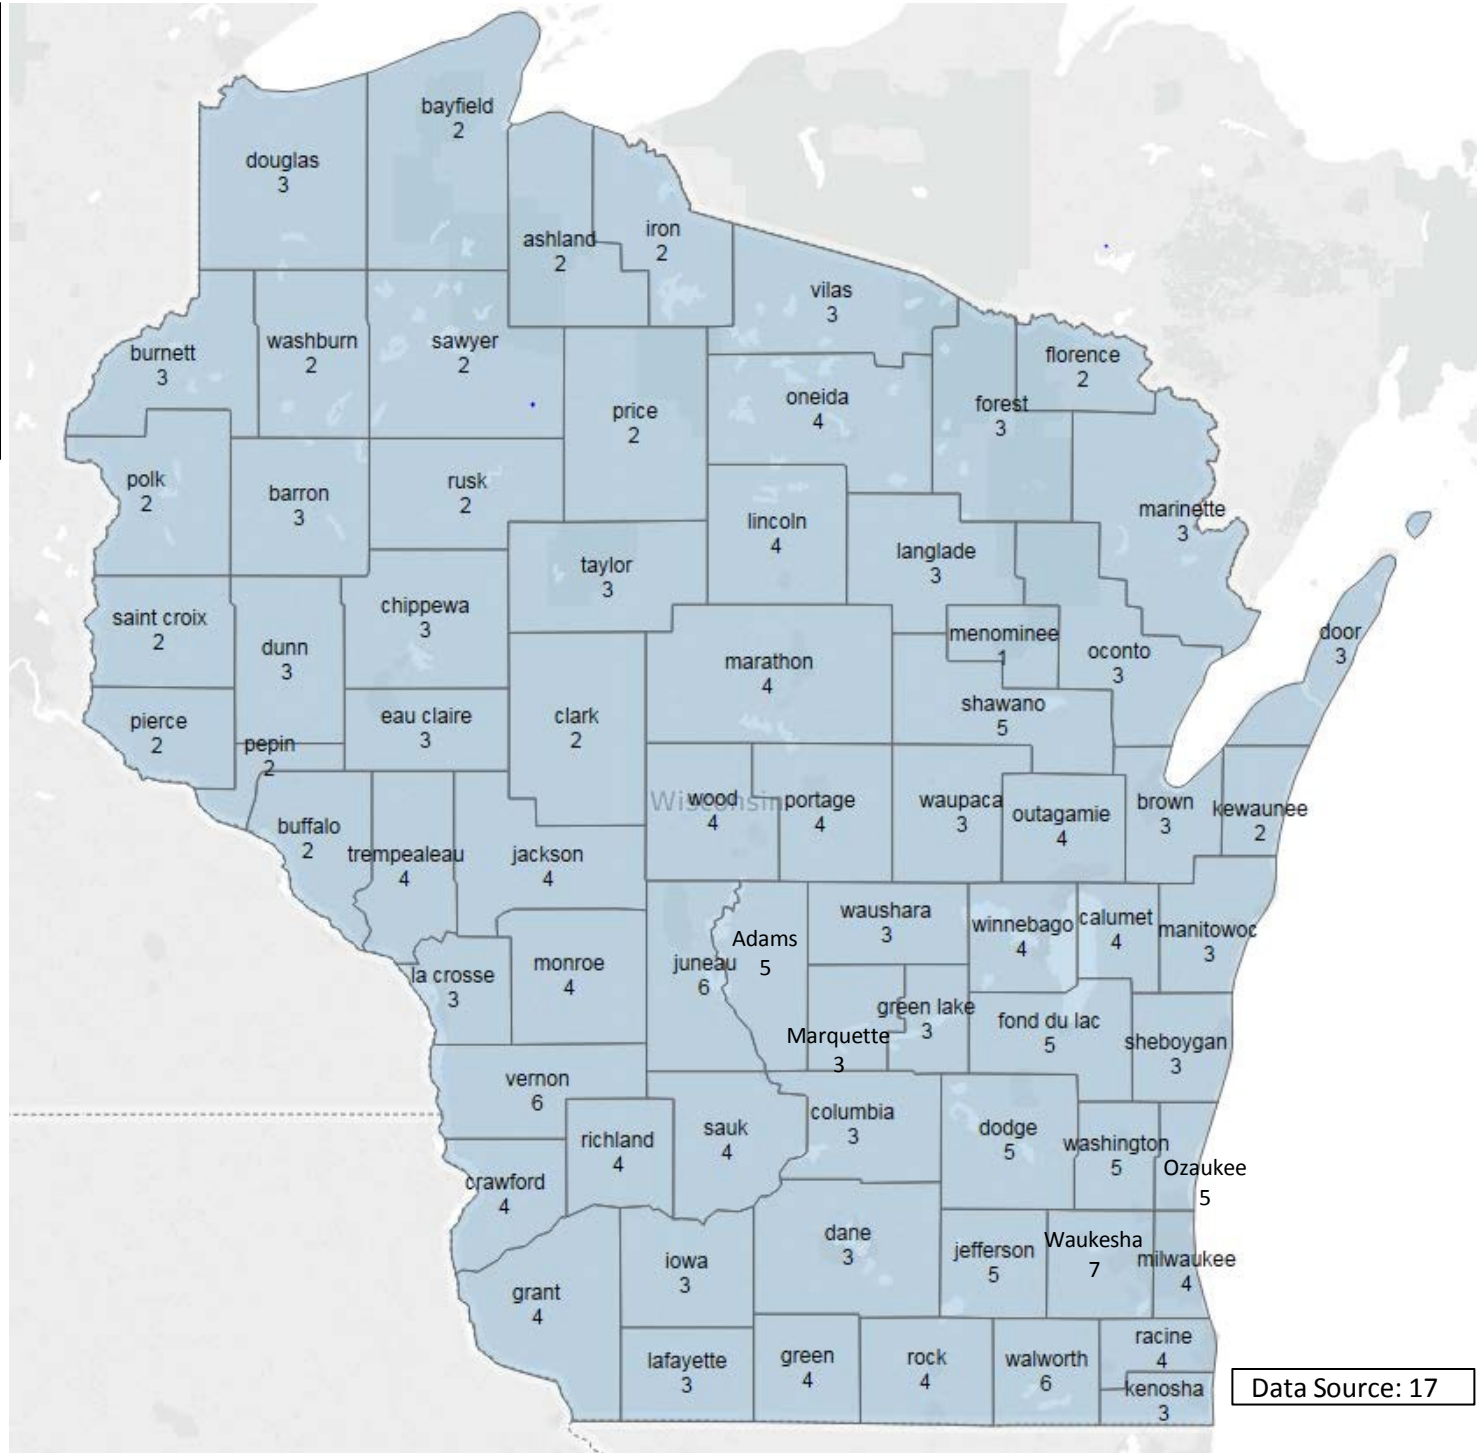 bayfield
2
douglas
3
ashland
2
iron
2
vilas
3
burnett
3
washburn
2
sawyer
2
florence
2
price
2
oneida
4
forest
3
polk
2
barron
3
rusk
2
marinette
3
lincoln
4
langlade
3
taylor
3
chippewa
3
saint croix
2
dunn
3
menominee
1
door
3
oconto
3
marathon
4
shawano
5
pierce
2
eau claire
3
clark
2
pepin
2
Wisconsin
wood
4
portage
4
waupaca
3
outagamie
4
brown
3
kewaunee
2
buffalo
2
trempealeau
4
jackson
4
waushara
3
winnebago
4
calumet
4
manitowoc
3
Adams
5
juneau
6
monroe
4
la crosse
3
green lake
3
Marquette
3
fond du lac
5
sheboygan
3
vernon
6
columbia
3
sauk
4
richland
4
dodge
5
washington
5
Ozaukee
5
crawford
4
dane
3
jefferson
5
Waukesha
7
milwaukee
4
iowa
3
grant
4
racine
4
lafayette
3
green
4
rock
4
walworth
6
kenosha
3
Data Source: 17